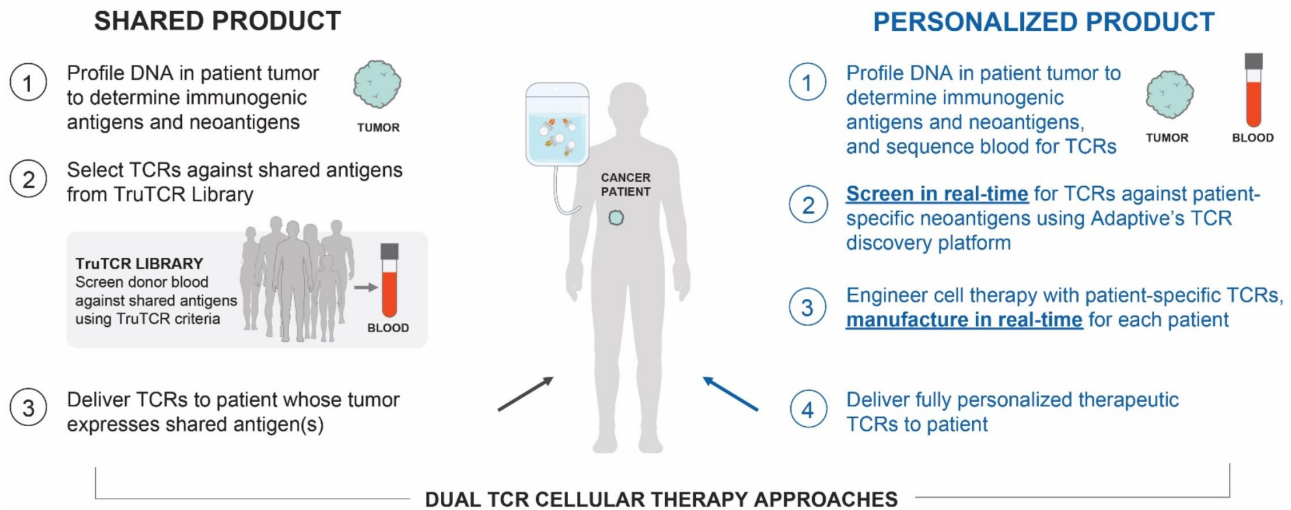 SHARED PRODUCT
1
Profile DNA in patient tumor
to determine immunogenic
antigens and neoantigens
TUMOR
2
Select TCRs against shared antigens
from TruTCR Library
TruTCR LIBRARY
Screen donor blood
against shared antigens
using TruTCR criteria
BLOOD
3
Deliver TCRs to patient whose tumor
expresses shared antigen(s)
CANCER
PATIENT
PERSONALIZED PRODUCT
1
Profile DNA in patient tumor to
determine immunogenic
antigens and neoantigens,
and sequence blood for TCRs
TUMOR
BLOOD
2
Screen in real-time for TCRs against patient-
specific neoantigens using Adaptive's TCR
discovery platform
3
Engineer cell therapy with patient-specific TCRs,
manufacture in real-time for each patient
4
Deliver fully personalized therapeutic
TCRs to patient
DUAL TCR CELLULAR THERAPY APPROACHES